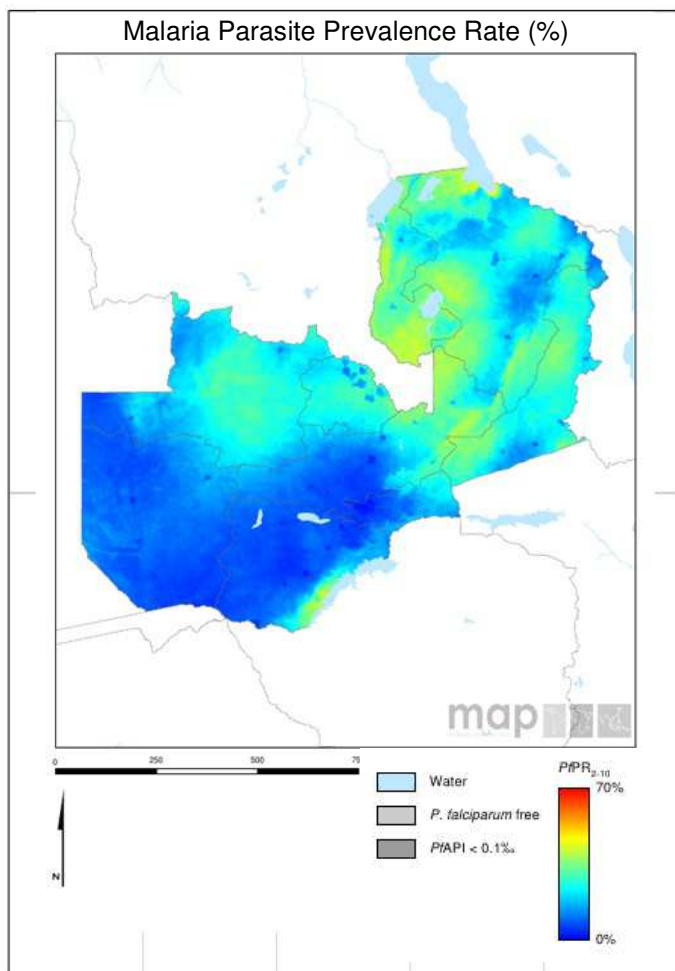 Malaria Parasite Prevalence Rate (%)
map
0 250 500 75
Water
P. falciparum free
PfAPI < 0.1‰
PfPR2-10
70%
0%
N